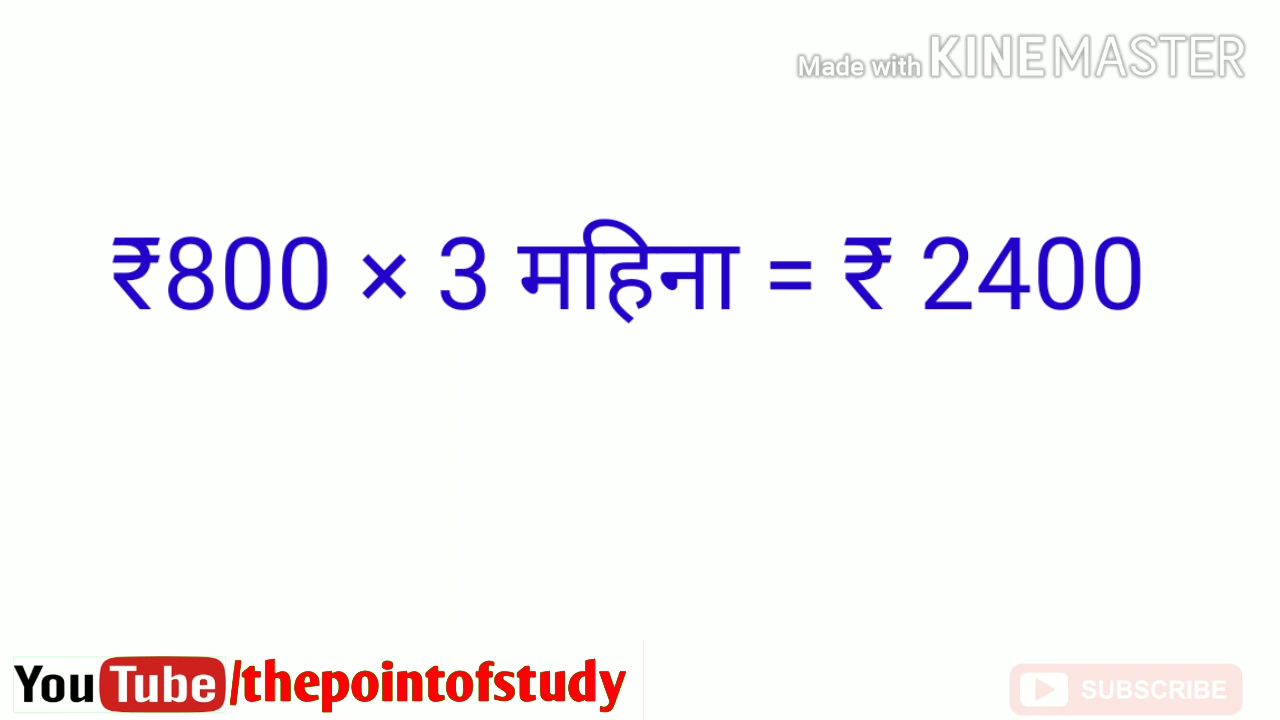 Made with KINEMASTER
₹800 × 3 महिना = ₹ 2400
YouTube/thepointofstudy
SUBSCRIBE